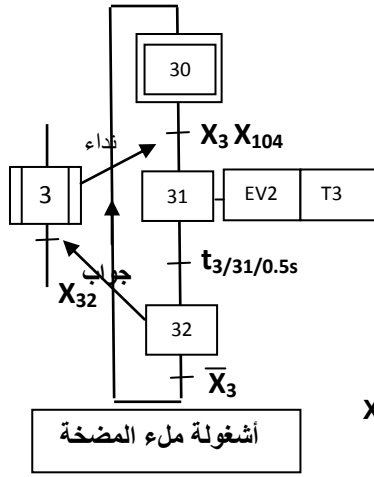 30
نداء
X₃ X₁₀₄
3
31
EV2
T3
t₃/₃₁/₀.₅ₛ
جواب
X₃₂
32
X̅₃
X
أشغولة ملء المضخة